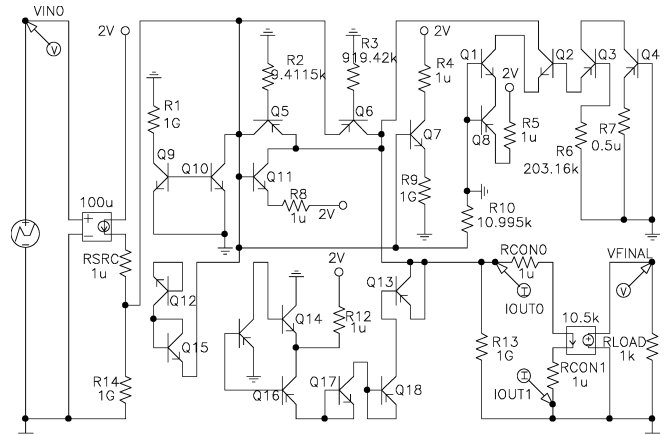 VIN0
V
2V
R2
9.4115k
R3
919.42k
2V
R4
1u
Q1
Q2
Q3
Q4
2V
R1
1G
Q5
Q6
Q7
Q8
R5
1u
R6
203.16k
R7
0.5u
Q9
Q10
Q11
R8
1u
2V
R9
1G
R10
10.995k
100u
+
−
RSRC
1u
Q12
Q15
Q14
2V
R12
1u
Q13
RCON0
1u
VFINAL
V
I
IOUT0
10.5k
+
R13
1G
RLOAD
1k
RCON1
1u
R14
1G
Q16
Q17
Q18
I
IOUT1